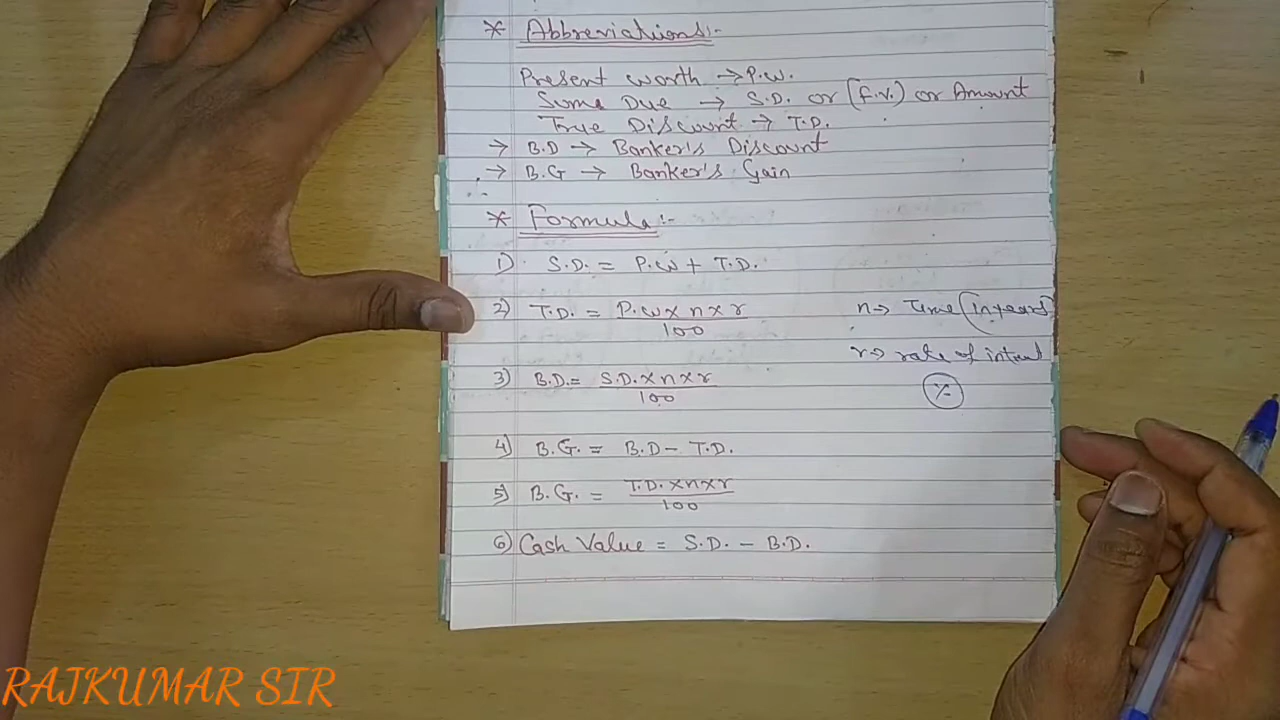 * Abbreviations:-
Present worth → P.W.
Sum Due → S.D. or (F.V.) or Amount
True Discount → T.D.
→ B.D → Banker's Discount
→ B.G → Banker's Gain
* Formula:-
1) S.D. = P.W + T.D.
2) T.D. = P.W x n x r / 100 n → Time (in years)
r → rate of interest
3) B.D. = S.D. x n x r / 100 %
4) B.G. = B.D - T.D.
5) B.G. = T.D. x n x r / 100
6) Cash Value = S.D. - B.D.
RAJKUMAR SIR